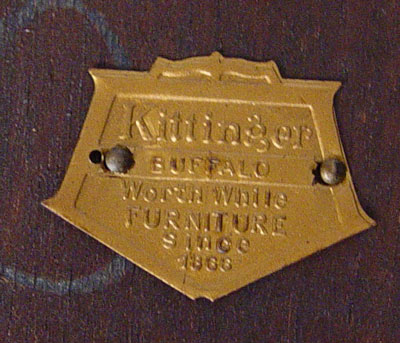 Kittinger
BUFFALO
Worth While
FURNITURE
Since
1866